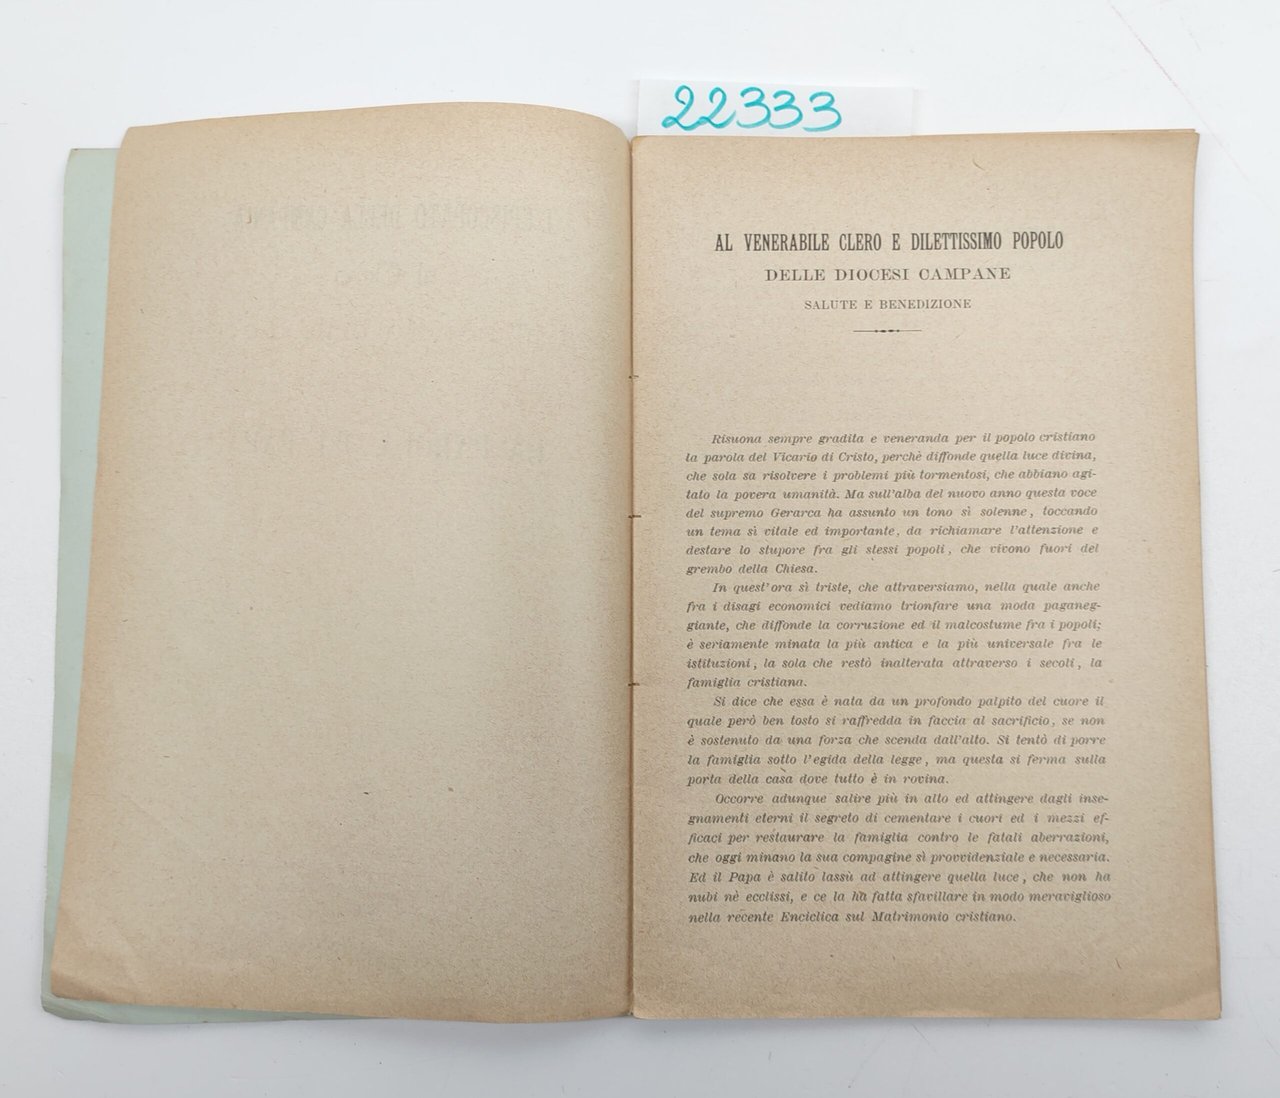 22333
AL VENERABILE CLERO E DILETTISSIMO POPOLO
DELLE DIOCESI CAMPANE
SALUTE E BENEDIZIONE
Risuona sempre gradita e veneranda per il popolo cristiano
la parola del Vicario di Cristo, perchè diffonde quella luce divina,
che sola sa risolvere i problemi più tormentosi, che abbiano agi-
tato la povera umanità. Ma sull'alba del nuovo anno questa voce
del supremo Gerarca ha assunto un tono sì solenne, toccando
un tema sì vitale ed importante, da richiamare l'attenzione e
destare lo stupore fra gli stessi popoli, che vivono fuori del
grembo della Chiesa.
In quest'ora sì triste, che attraversiamo, nella quale anche
fra i disagi economici vediamo trionfare una moda paganeg-
giante, che diffonde la corruzione ed il malcostume fra i popoli;
è seriamente minata la più antica e la più universale fra le
istituzioni, la sola che restò inalterata attraverso i secoli, la
famiglia cristiana.
Si dice che essa è nata da un profondo palpito del cuore il
quale però ben tosto si raffredda in faccia al sacrificio, se non
è sostenuto da una forza che scenda dall'alto. Si tentò di porre
la famiglia sotto l'egida della legge, ma questa si ferma sulla
porta della casa dove tutto è in rovina.
Occorre adunque salire più in alto ed attingere dagli inse-
gnamenti eterni il segreto di cementare i cuori ed i mezzi ef-
ficaci per restaurare la famiglia contro le fatali aberrazioni,
che oggi minano la sua compagine sì provvidenziale e necessaria.
Ed il Papa è salito lassù ad attingere quella luce, che non ha
nubi nè ecclissi, e ce la ha fatta sfavillare in modo meraviglioso
nella recente Enciclica sul Matrimonio cristiano.